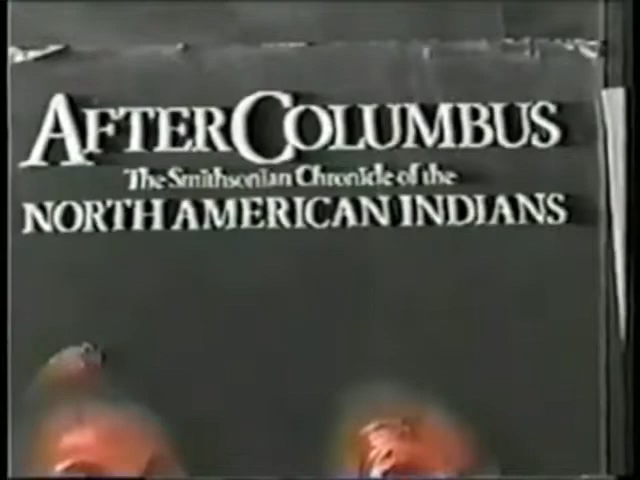 AFTER COLUMBUS
The Smithsonian Chronicle of the
NORTH AMERICAN INDIANS